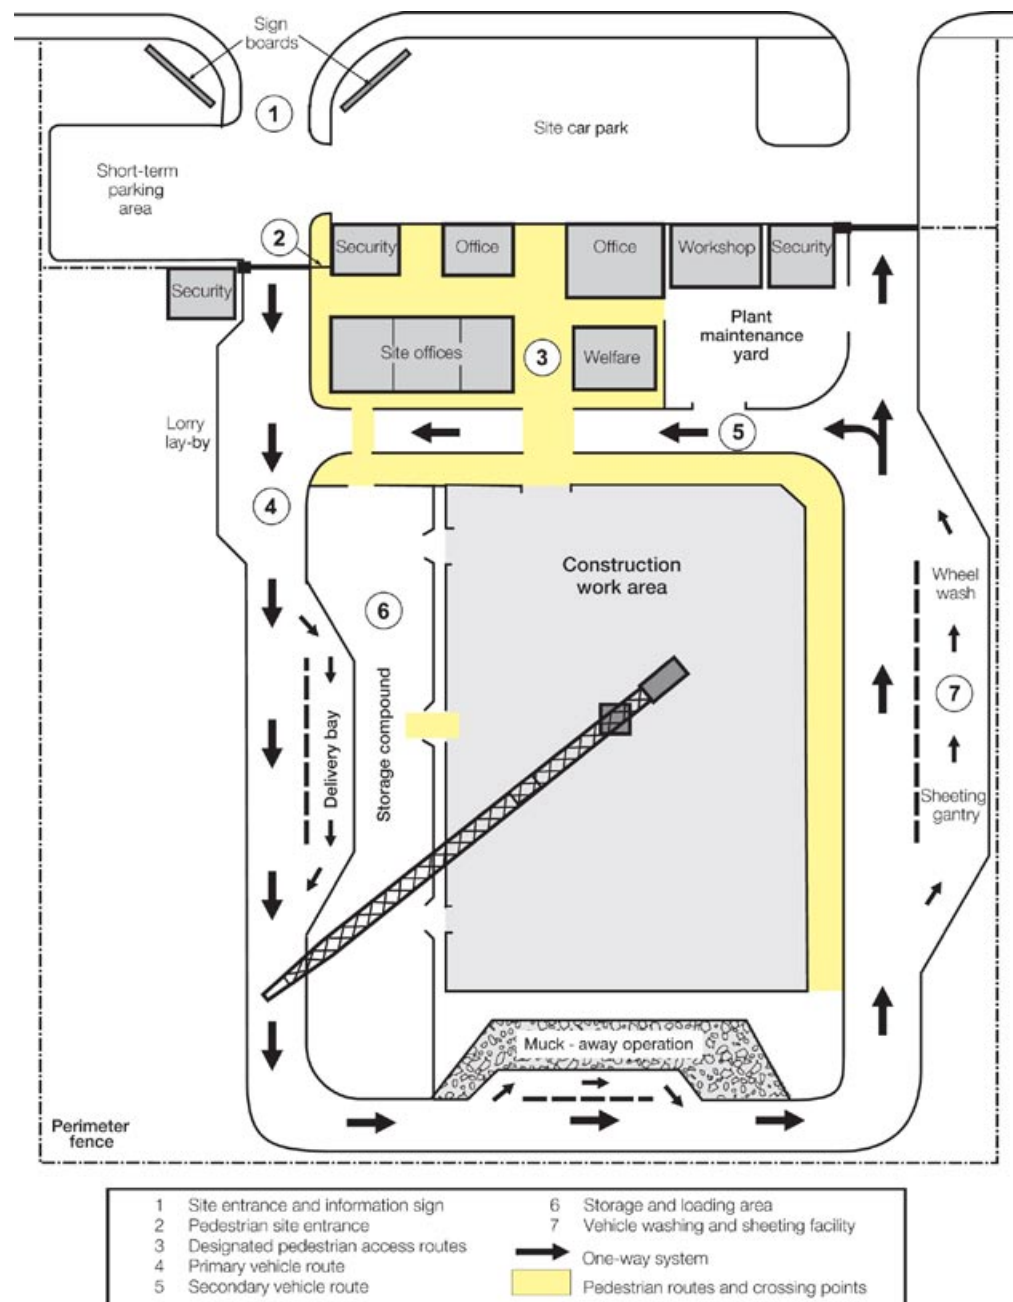 Sign
boards
1
Site car park
Short-term
parking
area
2
Security
Office
Office
Workshop
Security
Security
Plant
maintenance
yard
Site offices
3
Welfare
Lorry
lay-by
5
4
Construction
work area
Wheel
wash
6
7
Storage compound
Delivery bay
Sheeting
gantry
Muck - away operation
Perimeter
fence
1 Site entrance and information sign
2 Pedestrian site entrance
3 Designated pedestrian access routes
4 Primary vehicle route
5 Secondary vehicle route
6 Storage and loading area
7 Vehicle washing and sheeting facility
One-way system
Pedestrian routes and crossing points